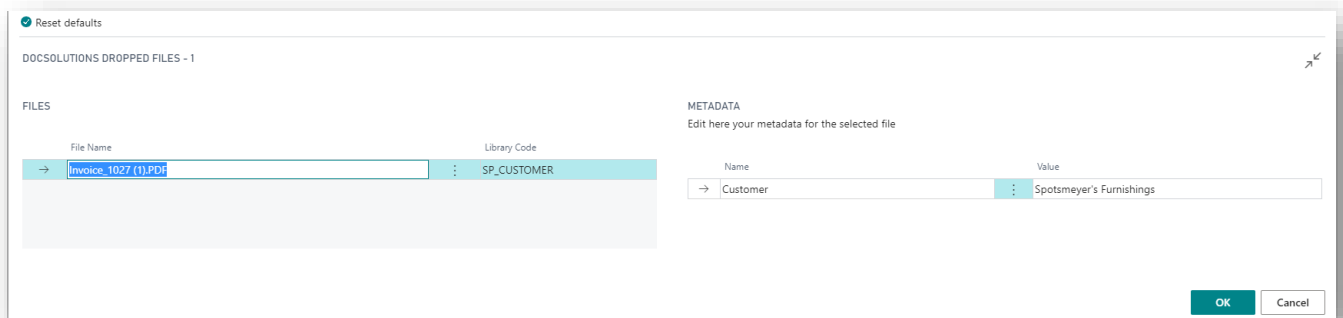 Reset defaults
DOCSOLUTIONS DROPPED FILES - 1
FILES
File Name Library Code
Invoice_1027 (1).PDF SP_CUSTOMER
METADATA
Edit here your metadata for the selected file
Name Value
Customer Spotsmeyer's Furnishings
OK Cancel